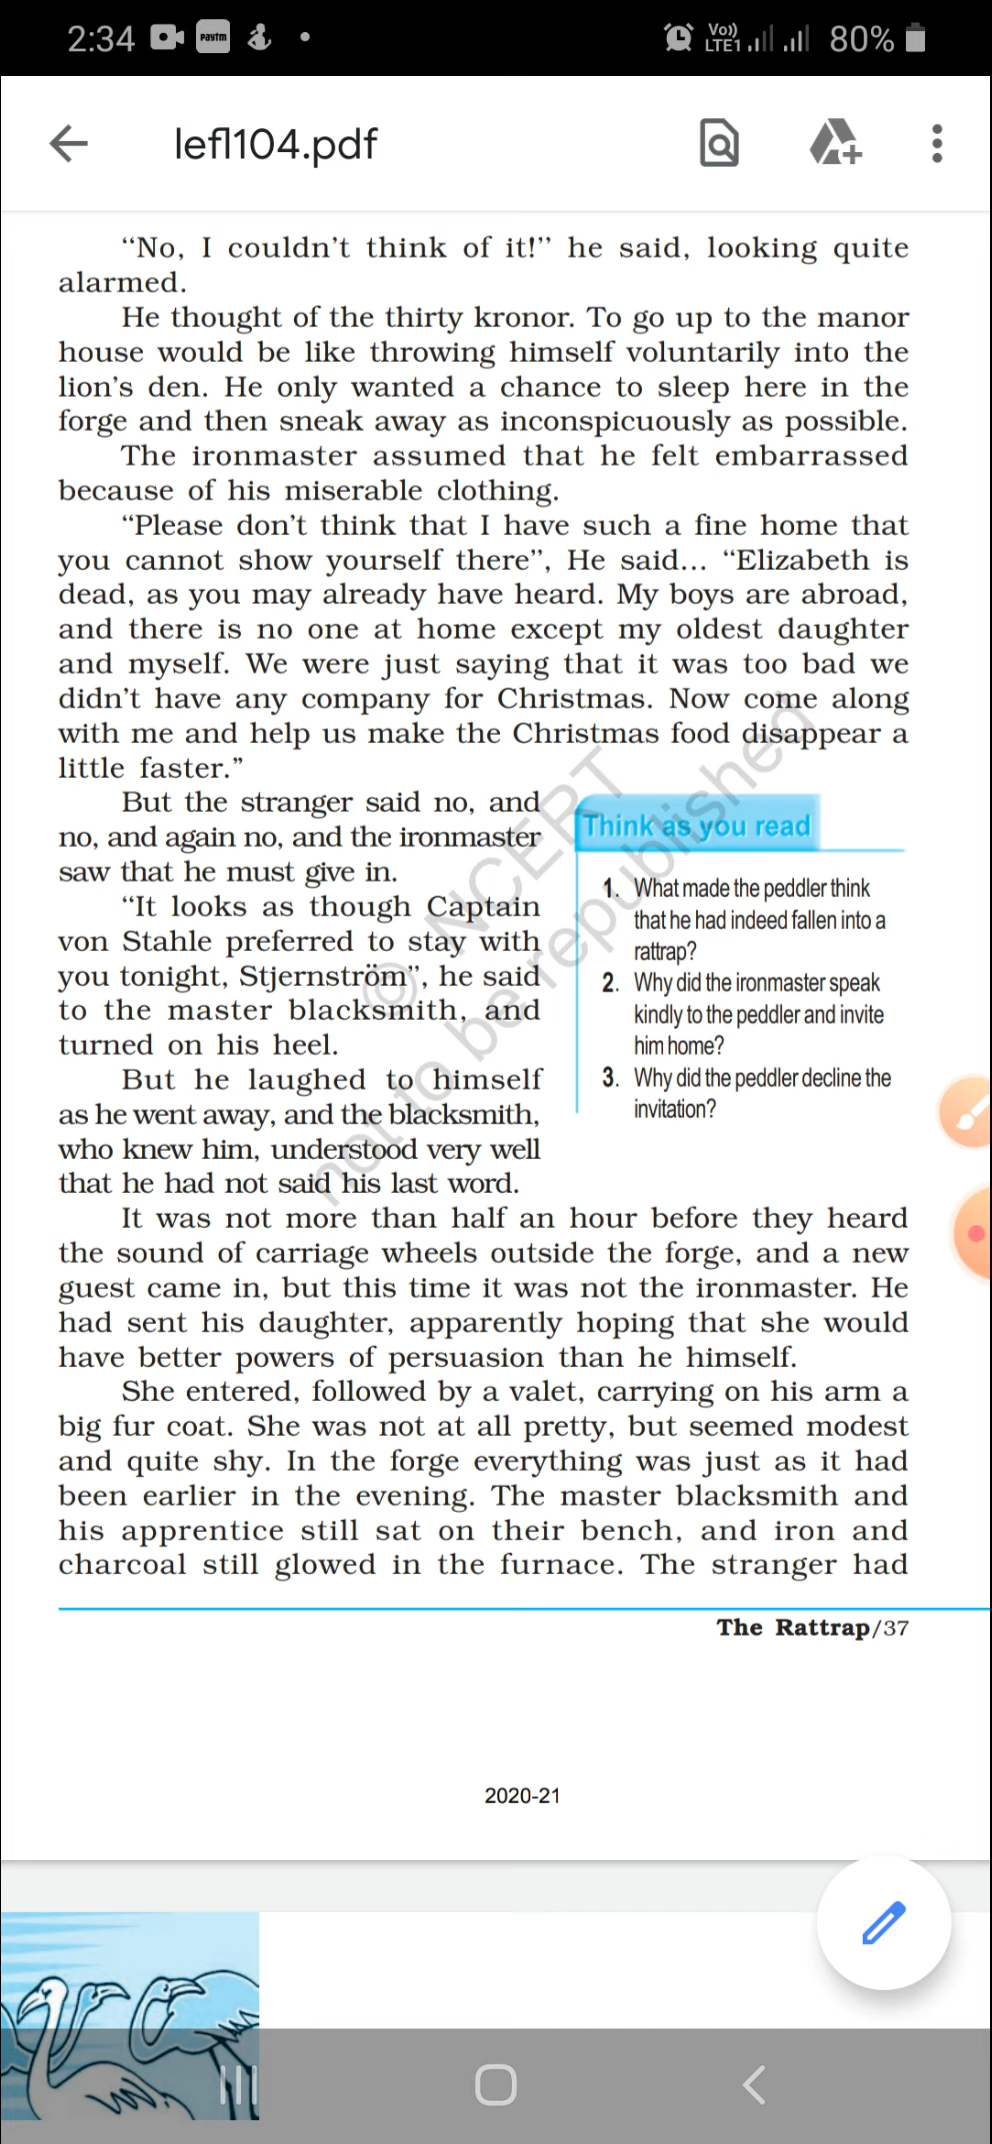 2:34 paytm Vo)) LTE1 80%
lefl104.pdf
“No, I couldn’t think of it!” he said, looking quite
alarmed.
He thought of the thirty kronor. To go up to the manor
house would be like throwing himself voluntarily into the
lion’s den. He only wanted a chance to sleep here in the
forge and then sneak away as inconspicuously as possible.
The ironmaster assumed that he felt embarrassed
because of his miserable clothing.
“Please don’t think that I have such a fine home that
you cannot show yourself there”, He said... “Elizabeth is
dead, as you may already have heard. My boys are abroad,
and there is no one at home except my oldest daughter
and myself. We were just saying that it was too bad we
didn’t have any company for Christmas. Now come along
with me and help us make the Christmas food disappear a
little faster.”
But the stranger said no, and
no, and again no, and the ironmaster
saw that he must give in.
“It looks as though Captain
von Stahle preferred to stay with
you tonight, Stjernström”, he said
to the master blacksmith, and
turned on his heel.
But he laughed to himself
as he went away, and the blacksmith,
who knew him, understood very well
that he had not said his last word.
Think as you read
1. What made the peddler think
that he had indeed fallen into a
rattrap?
2. Why did the ironmaster speak
kindly to the peddler and invite
him home?
3. Why did the peddler decline the
invitation?
It was not more than half an hour before they heard
the sound of carriage wheels outside the forge, and a new
guest came in, but this time it was not the ironmaster. He
had sent his daughter, apparently hoping that she would
have better powers of persuasion than he himself.
She entered, followed by a valet, carrying on his arm a
big fur coat. She was not at all pretty, but seemed modest
and quite shy. In the forge everything was just as it had
been earlier in the evening. The master blacksmith and
his apprentice still sat on their bench, and iron and
charcoal still glowed in the furnace. The stranger had
The Rattrap/37
2020-21
© NCERT
not to be republished